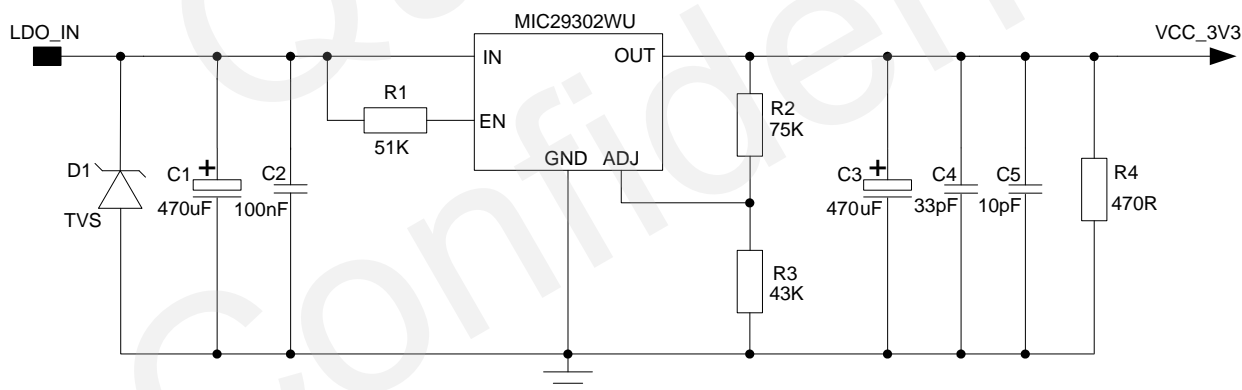 MIC29302WU
LDO_IN
VCC_3V3
IN
OUT
R1
51K
EN
R2
75K
GND
ADJ
D1
TVS
C1
+
470uF
C2
100nF
C3
+
470uF
C4
33pF
C5
10pF
R4
470R
R3
43K
Confiden